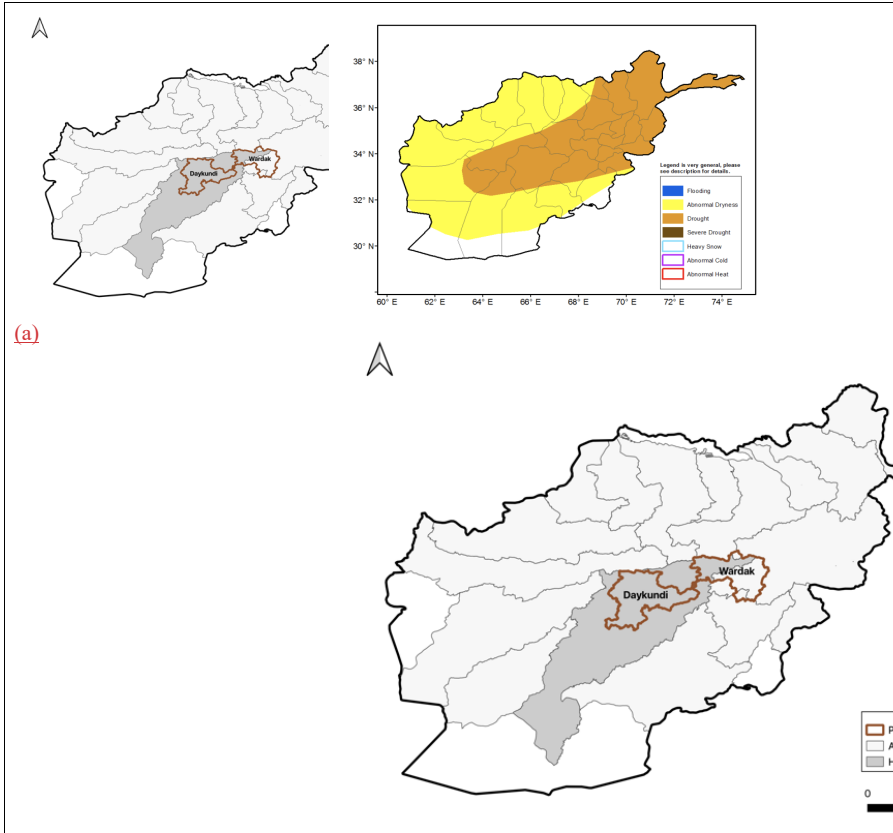 Wardak
Daykundi
38° N
36° N
34° N
32° N
30° N
60° E
62° E
64° E
66° E
68° E
70° E
72° E
74° E
Legend is very general, please
see description for details.
Flooding
Abnormal Dryness
Drought
Severe Drought
Heavy Snow
Abnormal Cold
Abnormal Heat
(a)
Wardak
Daykundi
P
A
H
0